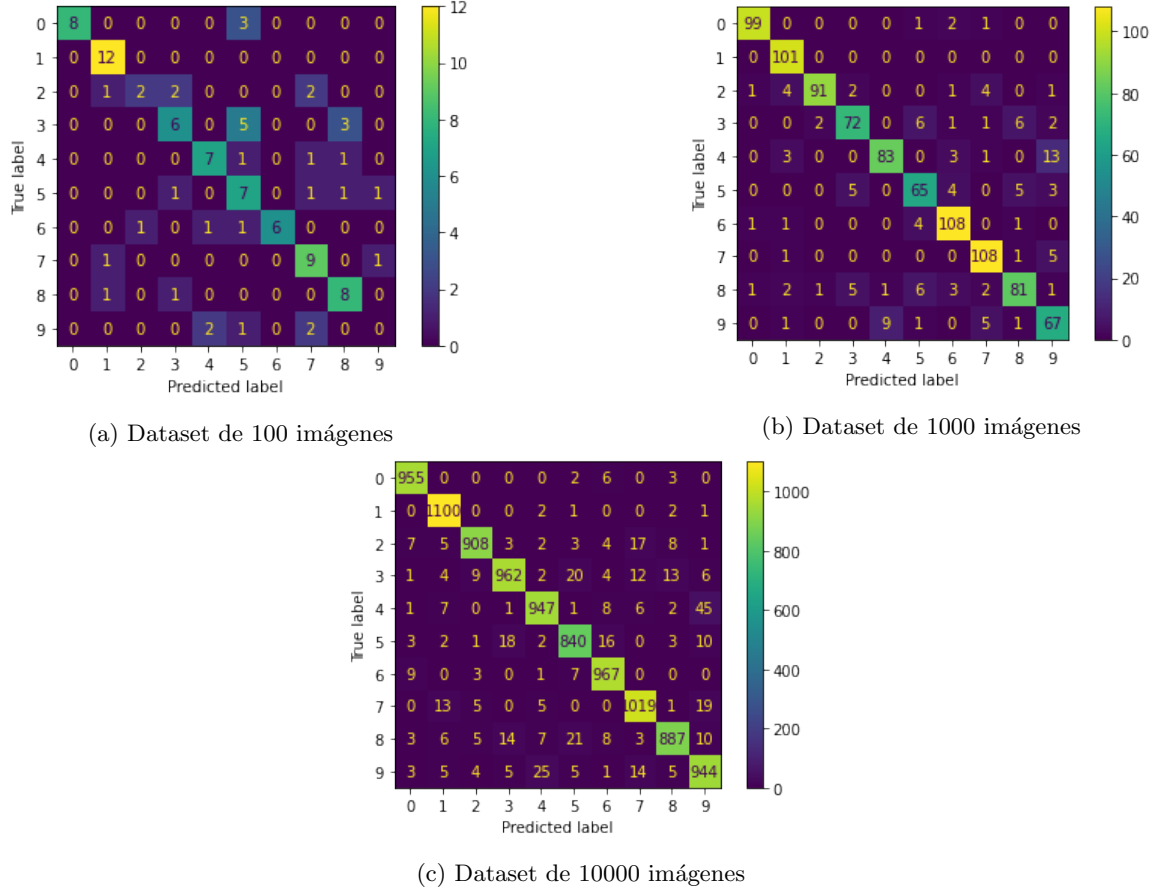 0 8 0 0 0 0 3 0 0 0 0
1 0 12 0 0 0 0 0 0 0 0
2 0 1 2 2 0 0 0 2 0 0
3 0 0 0 6 0 5 0 0 3 0
4 0 0 0 0 7 1 0 1 1 0
5 0 0 0 1 0 7 0 1 1 1
6 0 0 1 0 1 1 6 0 0 0
7 0 1 0 0 0 0 0 9 0 1
8 0 1 0 1 0 0 0 0 8 0
9 0 0 0 0 2 1 0 2 0 0
0 1 2 3 4 5 6 7 8 9
True label
Predicted label
12
10
8
6
4
2
0
(a) Dataset de 100 imágenes
0 99 0 0 0 0 1 2 1 0 0
1 0 101 0 0 0 0 0 0 0 0
2 1 4 91 2 0 0 1 4 0 1
3 0 0 2 72 0 6 1 1 6 2
4 0 3 0 0 83 0 3 1 0 13
5 0 0 0 5 0 65 4 0 5 3
6 1 1 0 0 0 4 108 0 1 0
7 0 1 0 0 0 0 0 108 1 5
8 1 2 1 5 1 6 3 2 81 1
9 0 1 0 0 9 1 0 5 1 67
0 1 2 3 4 5 6 7 8 9
True label
Predicted label
100
80
60
40
20
0
(b) Dataset de 1000 imágenes
0 955 0 0 0 0 2 6 0 3 0
1 0 1100 0 0 2 1 0 0 2 1
2 7 5 908 3 2 3 4 17 8 1
3 1 4 9 962 2 20 4 12 13 6
4 1 7 0 1 947 1 8 6 2 45
5 3 2 1 18 2 840 16 0 3 10
6 9 0 3 0 1 7 967 0 0 0
7 0 13 5 0 5 0 0 1019 1 19
8 3 6 5 14 7 21 8 3 887 10
9 3 5 4 5 25 5 1 14 5 944
0 1 2 3 4 5 6 7 8 9
True label
Predicted label
1000
800
600
400
200
0
(c) Dataset de 10000 imágenes